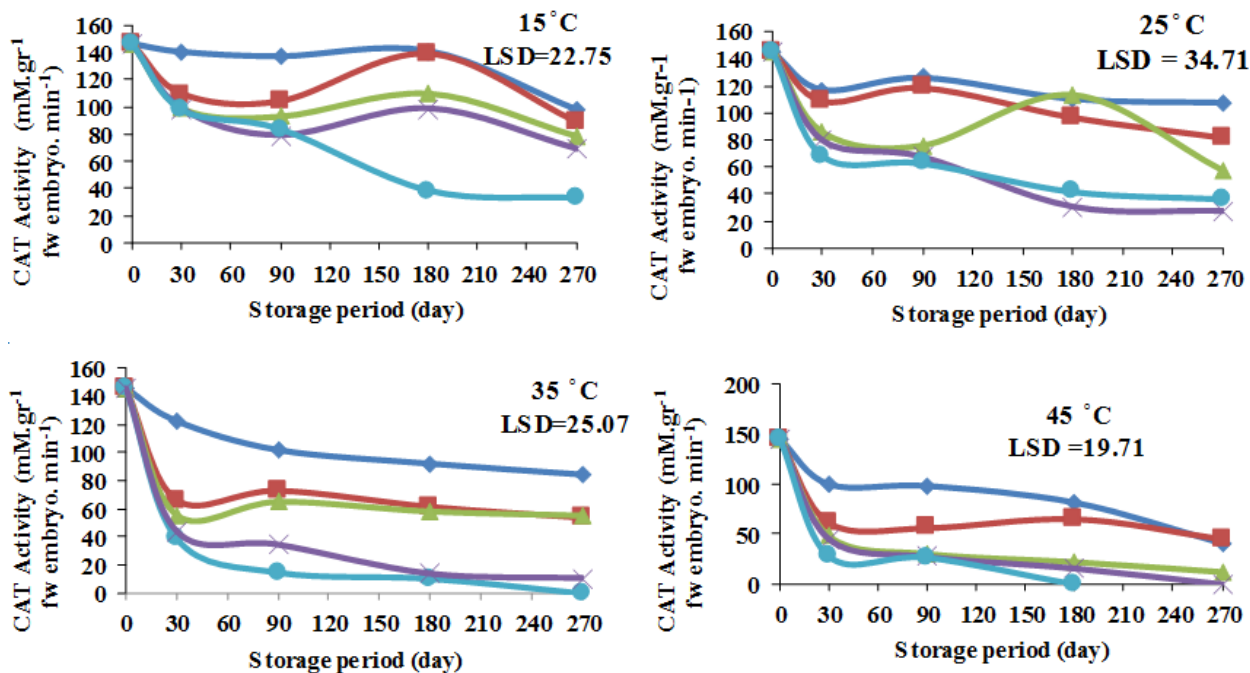 15 °C
LSD=22.75
CAT Activity (mM.gr-1
fw embryo. min-1)
160
140
120
100
80
60
40
20
0
0 30 60 90 120 150 180 210 240 270
Storage period (day)
25 °C
LSD = 34.71
CAT Activity (mM.gr-1
fw embryo. min-1)
160
140
120
100
80
60
40
20
0
0 30 60 90 120 150 180 210 240 270
Storage period (day)
35 °C
LSD=25.07
CAT Activity (mM.gr-1
fw embryo. min-1)
160
140
120
100
80
60
40
20
0
0 30 60 90 120 150 180 210 240 270
Storage period (day)
45 °C
LSD =19.71
CAT Activity (mM.gr-1
fw embryo. min-1)
200
150
100
50
0
0 30 60 90 120 150 180 210 240 270
Storage period (day)